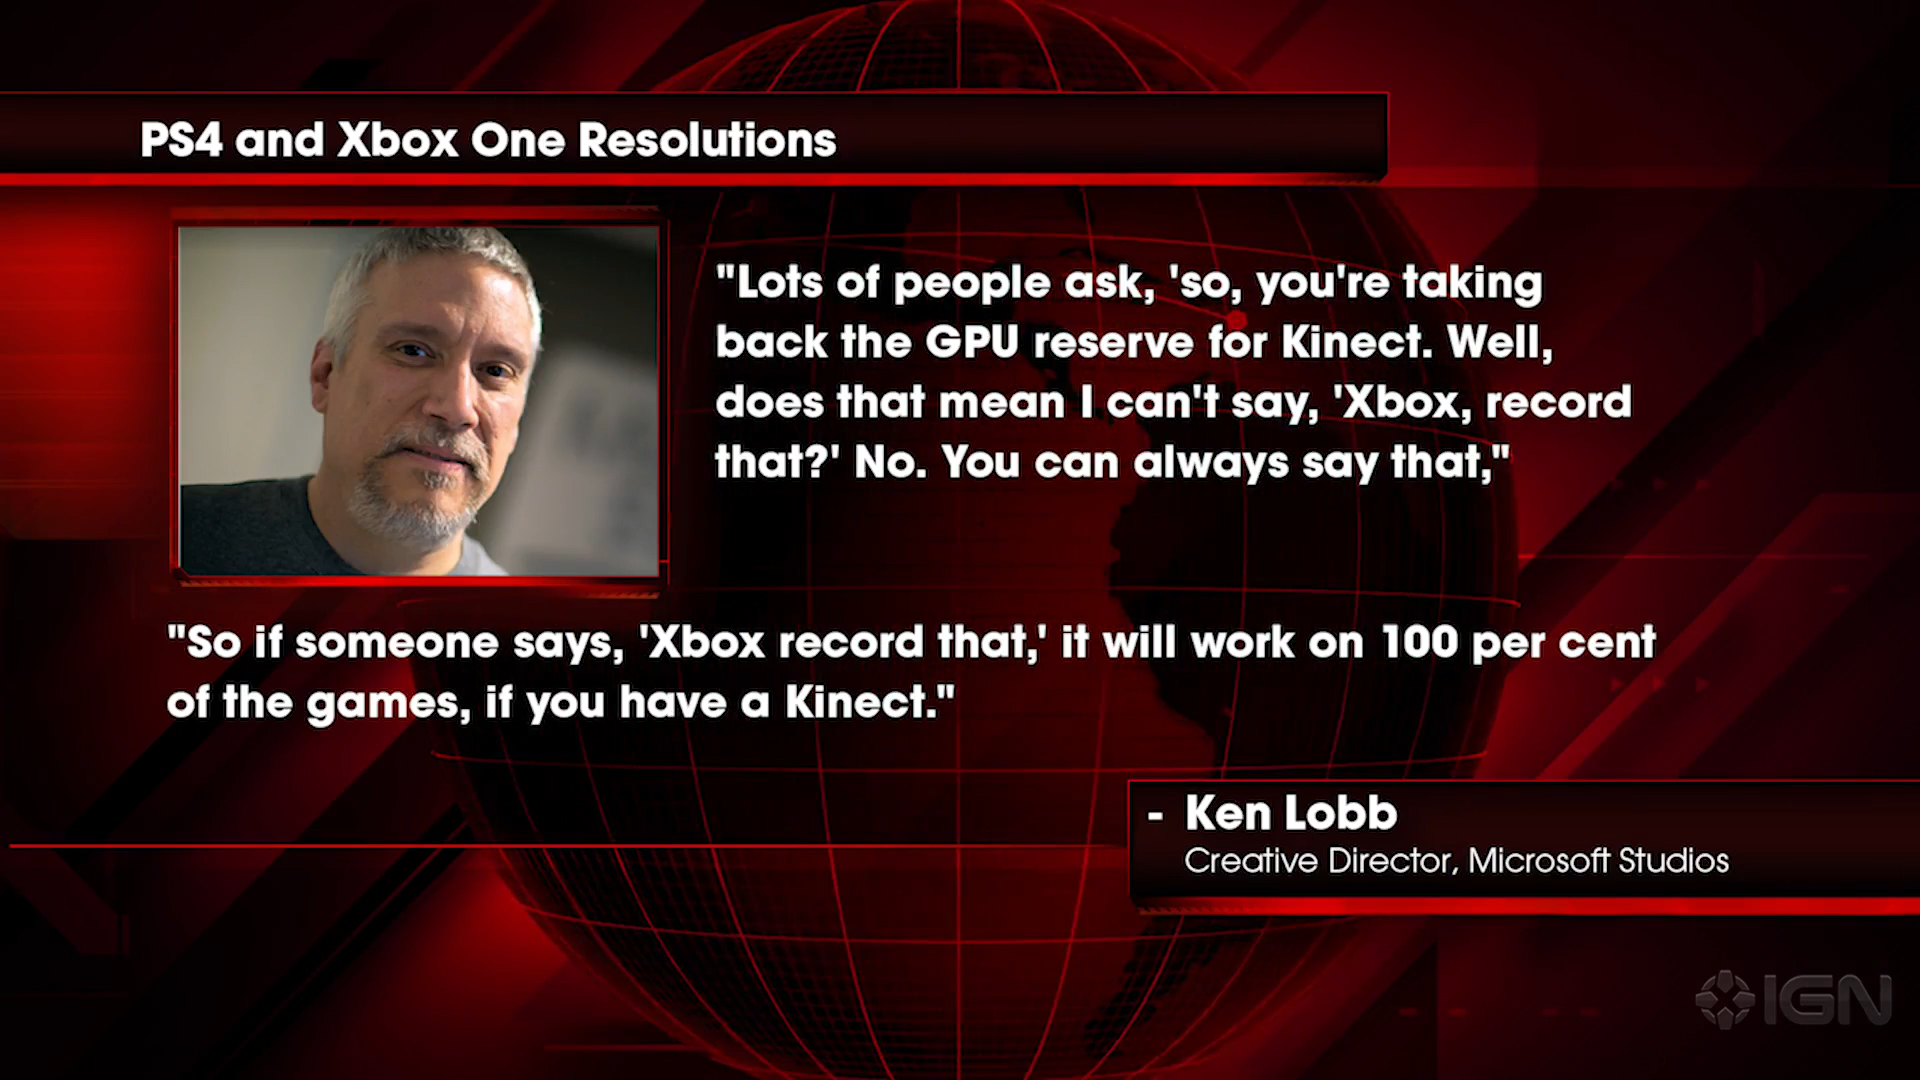 PS4 and Xbox One Resolutions
"Lots of people ask, 'so, you're taking
back the GPU reserve for Kinect. Well,
does that mean I can't say, 'Xbox, record
that?' No. You can always say that,"
"So if someone says, 'Xbox record that,' it will work on 100 per cent
of the games, if you have a Kinect."
- Ken Lobb
Creative Director, Microsoft Studios
IGN